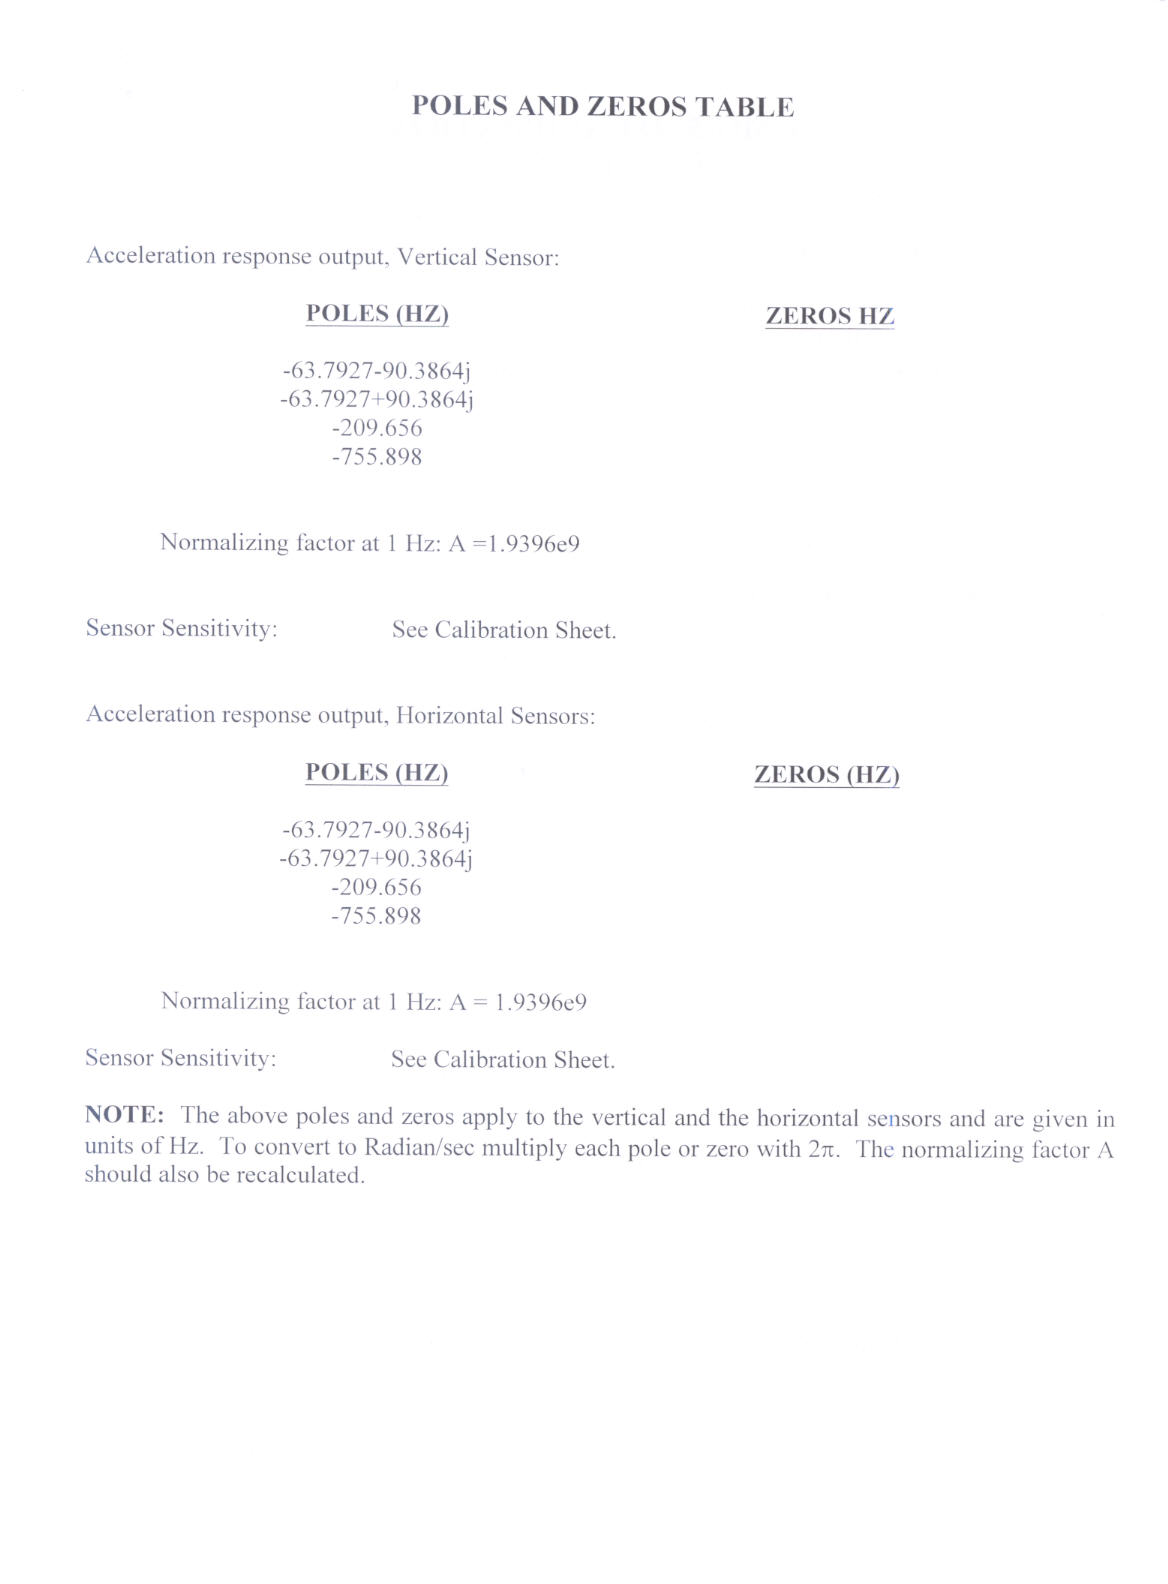 POLES AND ZEROS TABLE
Acceleration response output, Vertical Sensor:
POLES (HZ)
ZEROS HZ
-63.7927-90.3864j
-63.7927+90.3864j
-209.656
-755.898
Normalizing factor at 1 Hz: A =1.9396e9
Sensor Sensitivity: See Calibration Sheet.
Acceleration response output, Horizontal Sensors:
POLES (HZ)
ZEROS (HZ)
-63.7927-90.3864j
-63.7927+90.3864j
-209.656
-755.898
Normalizing factor at 1 Hz: A = 1.9396e9
Sensor Sensitivity: See Calibration Sheet.
NOTE: The above poles and zeros apply to the vertical and the horizontal sensors and are given in
units of Hz. To convert to Radian/sec multiply each pole or zero with 2π. The normalizing factor A
should also be recalculated.